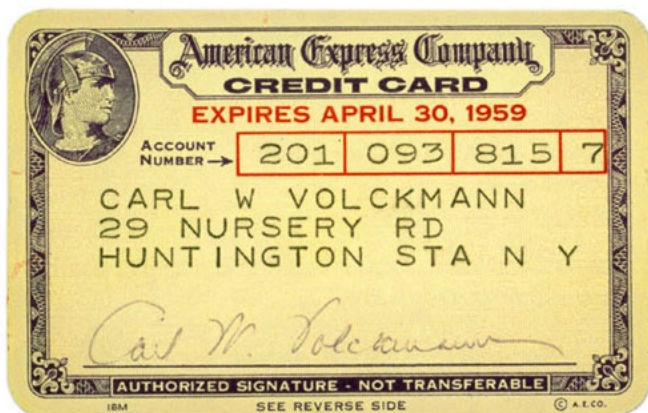 American Express Company
CREDIT CARD
EXPIRES APRIL 30, 1959
ACCOUNT
NUMBER → 201 093 815 7
CARL W VOLCKMANN
29 NURSERY RD
HUNTINGTON STA N Y
Carl W. Volckmann
AUTHORIZED SIGNATURE - NOT TRANSFERABLE
IBM SEE REVERSE SIDE © A.E.CO.